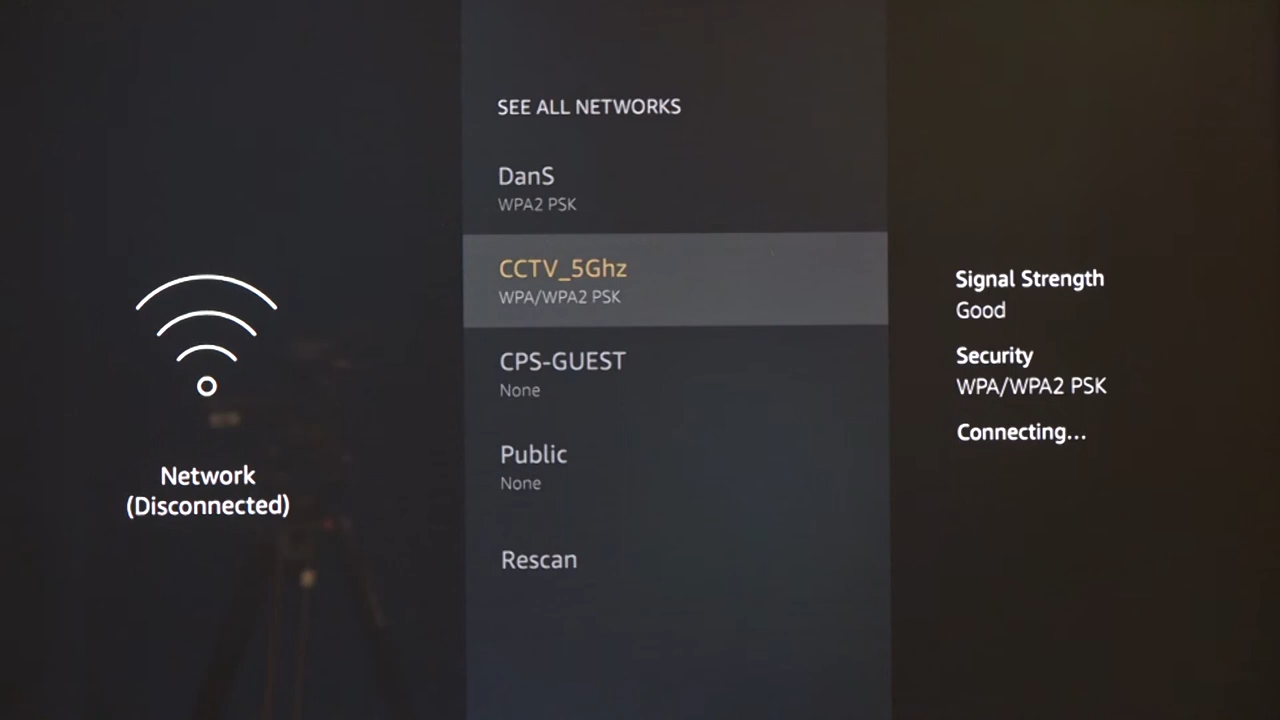 Network
(Disconnected)
SEE ALL NETWORKS
DanS
WPA2 PSK
CCTV_5Ghz
WPA/WPA2 PSK
CPS-GUEST
None
Public
None
Rescan
Signal Strength
Good
Security
WPA/WPA2 PSK
Connecting...